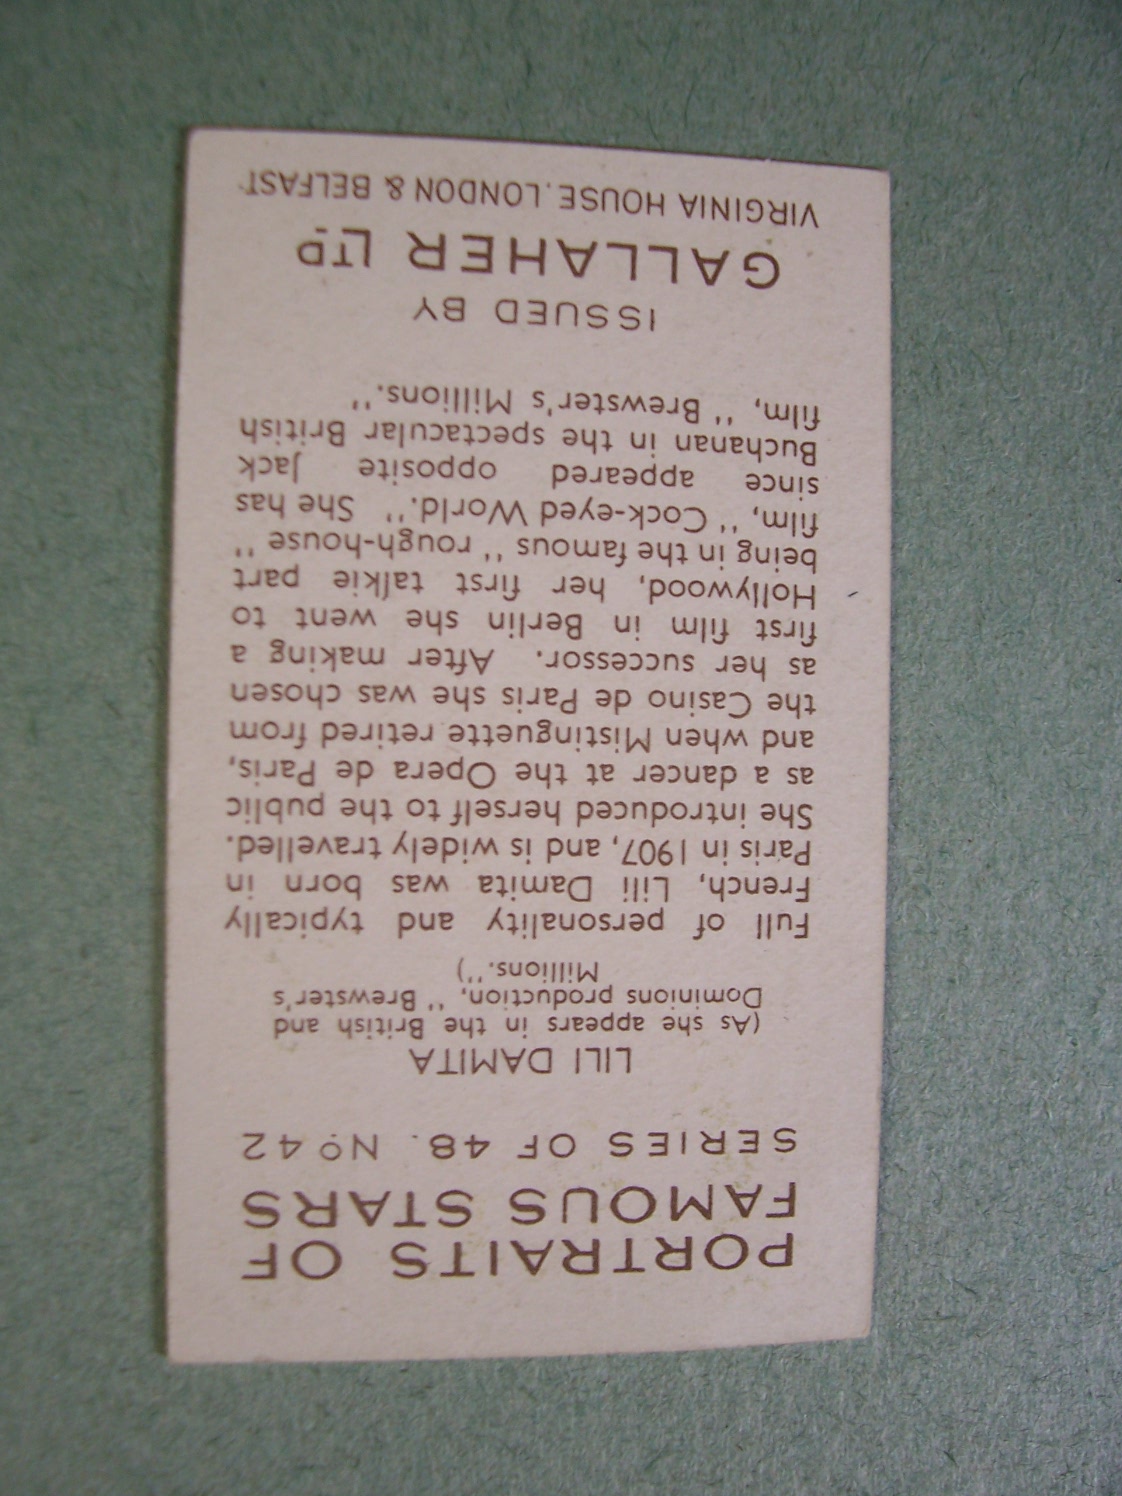 PORTRAITS OF
FAMOUS STARS
SERIES OF 48. No 42
LILI DAMITA
(As she appears in the British and
Dominions production, "Brewster's
Millions.")
Full of personality and typically
French, Lili Damita was born in
Paris in 1907, and is widely travelled.
She introduced herself to the public
as a dancer at the Opera de Paris,
and when Mistinguette retired from
the Casino de Paris she was chosen
as her successor. After making a
first film in Berlin she went to
Hollywood, her first talkie part
being in the famous "rough-house"
film, "Cock-eyed World." She has
since appeared opposite Jack
Buchanan in the spectacular British
film, "Brewster's Millions."
ISSUED BY
GALLAHER LTD
VIRGINIA HOUSE. LONDON & BELFAST